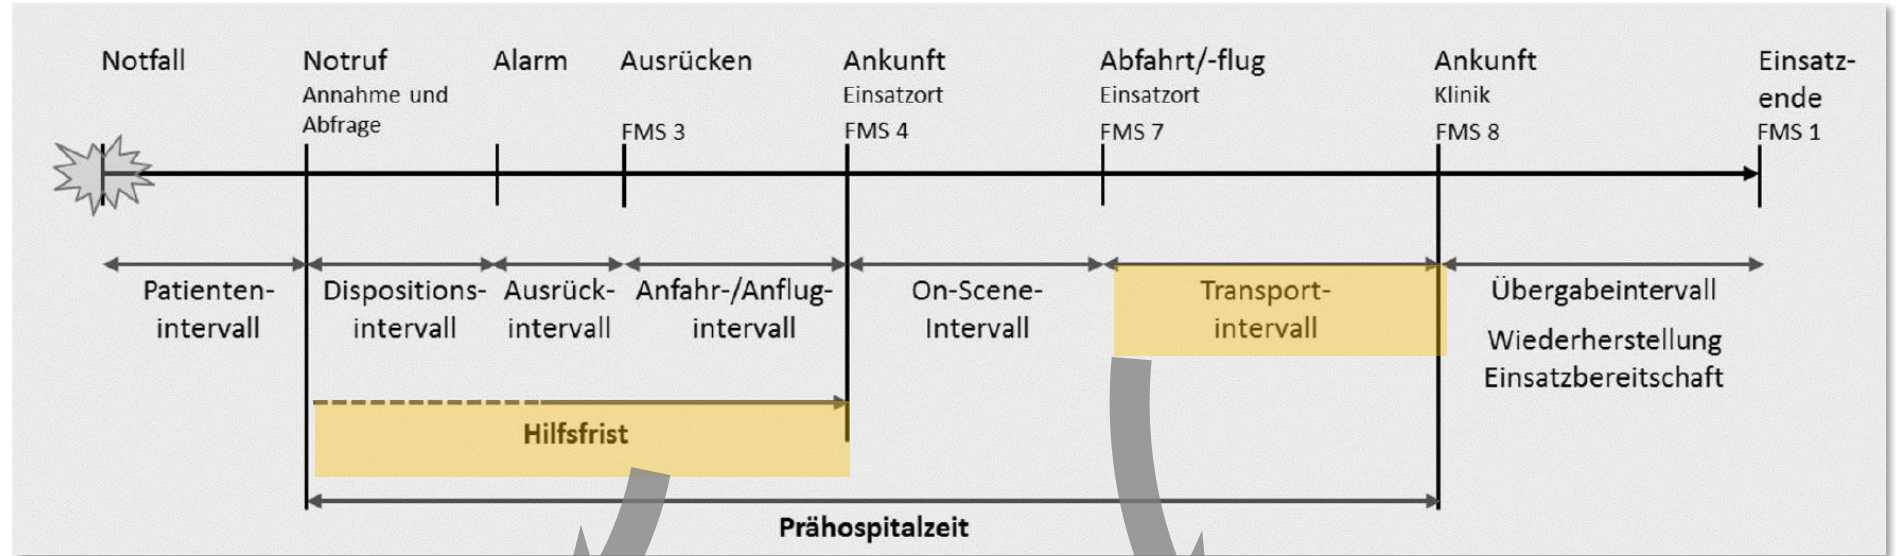 Notfall
Notruf
Annahme und
Abfrage
Alarm
Ausrücken
FMS 3
Ankunft
Einsatzort
FMS 4
Abfahrt/-flug
Einsatzort
FMS 7
Ankunft
Klinik
FMS 8
Einsatz-
ende
FMS 1
Patienten-
intervall
Dispositions-
intervall
Ausrück-
intervall
Anfahr-/Anflug-
intervall
On-Scene-
Intervall
Transport-
intervall
Übergabeintervall
Wiederherstellung
Einsatzbereitschaft
Hilfsfrist
Prähospitalzeit